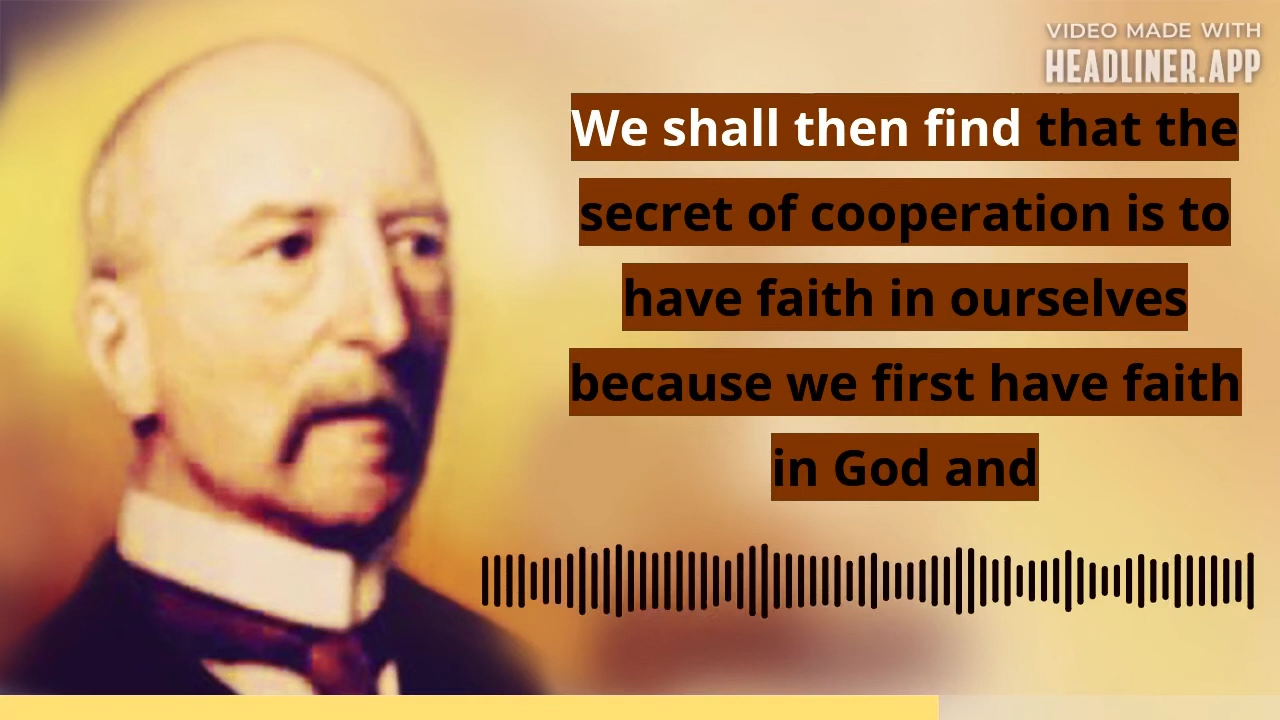 VIDEO MADE WITH
HEADLINER.APP
We shall then find that the
secret of cooperation is to
have faith in ourselves
because we first have faith
in God and